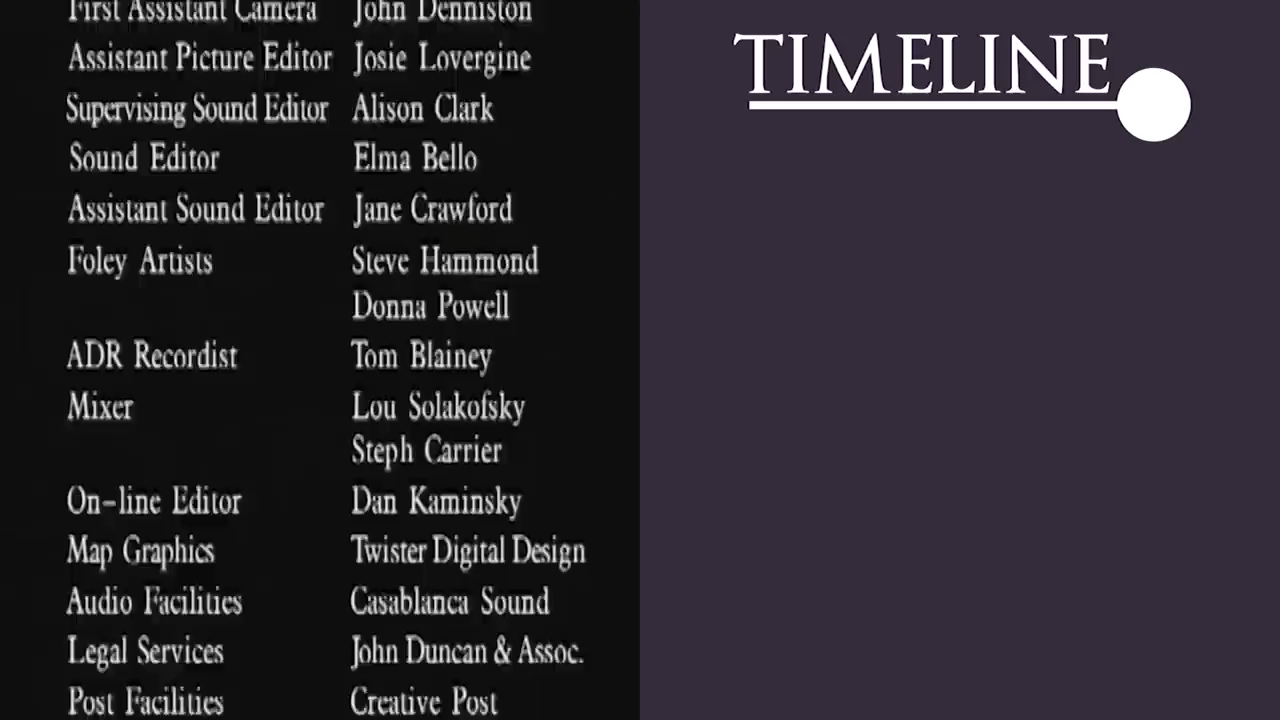 First Assistant Camera John Denniston
Assistant Picture Editor Josie Lovergine
Supervising Sound Editor Alison Clark
Sound Editor Elma Bello
Assistant Sound Editor Jane Crawford
Foley Artists Steve Hammond
Donna Powell
ADR Recordist Tom Blainey
Mixer Lou Solakofsky
Steph Carrier
On-line Editor Dan Kaminsky
Map Graphics Twister Digital Design
Audio Facilities Casablanca Sound
Legal Services John Duncan & Assoc.
Post Facilities Creative Post
TIMELINE